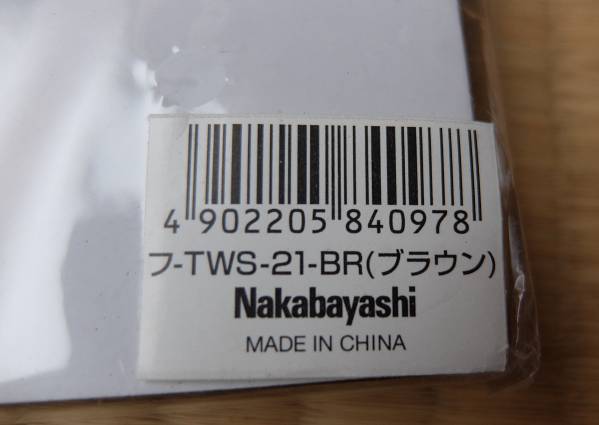 4 902205 840978
フ-TWS-21-BR(ブラウン)
Nakabayashi
MADE IN CHINA